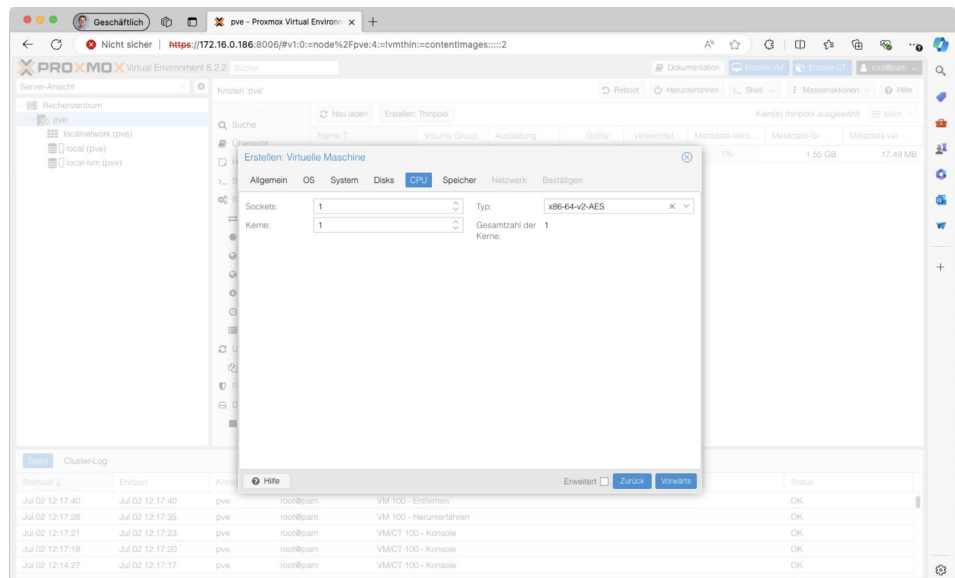 Geschäftlich
pve - Proxmox Virtual Environm
Nicht sicher https://172.16.0.186:8006/#v1:0:=node%2Fpve:4:=lvmthin:=contentImages:::::2
PROXMOX Virtual Environment 8.2.2 Suche
Dokumentation Erstelle VM Erstelle CT root@pam
Server-Ansicht
Knoten 'pve'
Reboot Herunterfahren Shell Massenaktionen Hilfe
Rechenzentrum
pve
localnetwork (pve)
local (pve)
local-lvm (pve)
Suche
Übersicht
Neu laden Erstellen: Thinpool
Kein(e) thinpool ausgewählt Mehr
Name Volume Group Auslastung Größe Verwendet Metadata-Verb... Metadata-Gr... Metadata ver...
1% 1.55 GB 17.49 MB
Erstellen: Virtuelle Maschine
Allgemein OS System Disks CPU Speicher Netzwerk Bestätigen
Sockets: 1 Typ: x86-64-v2-AES
Kerne: 1 Gesamtzahl der Kerne: 1
Hilfe Erweitert Zurück Vorwärts
Tasks Cluster-Log
Startzeit Endzeit Status
Jul 02 12:17:40 Jul 02 12:17:40 pve root@pam VM 100 - Entfernen OK
Jul 02 12:17:28 Jul 02 12:17:35 pve root@pam VM 100 - Herunterfahren OK
Jul 02 12:17:21 Jul 02 12:17:23 pve root@pam VM/CT 100 - Konsole OK
Jul 02 12:17:18 Jul 02 12:17:20 pve root@pam VM/CT 100 - Konsole OK
Jul 02 12:14:27 Jul 02 12:17:17 pve root@pam VM/CT 100 - Konsole OK